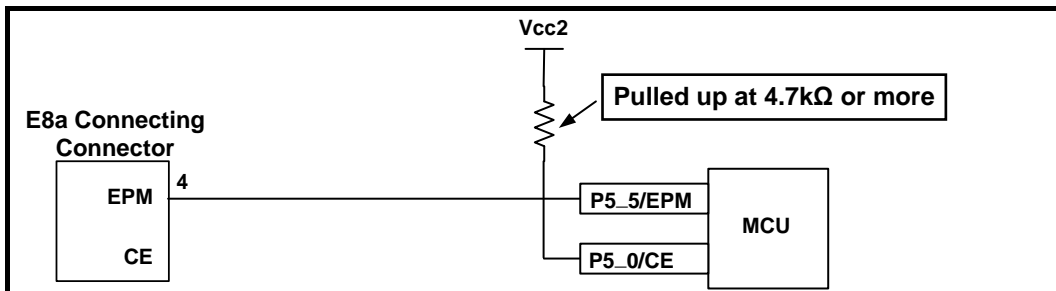 Vcc2
Pulled up at 4.7kΩ or more
E8a Connecting
Connector
4
EPM
P5_5/EPM
MCU
CE
P5_0/CE